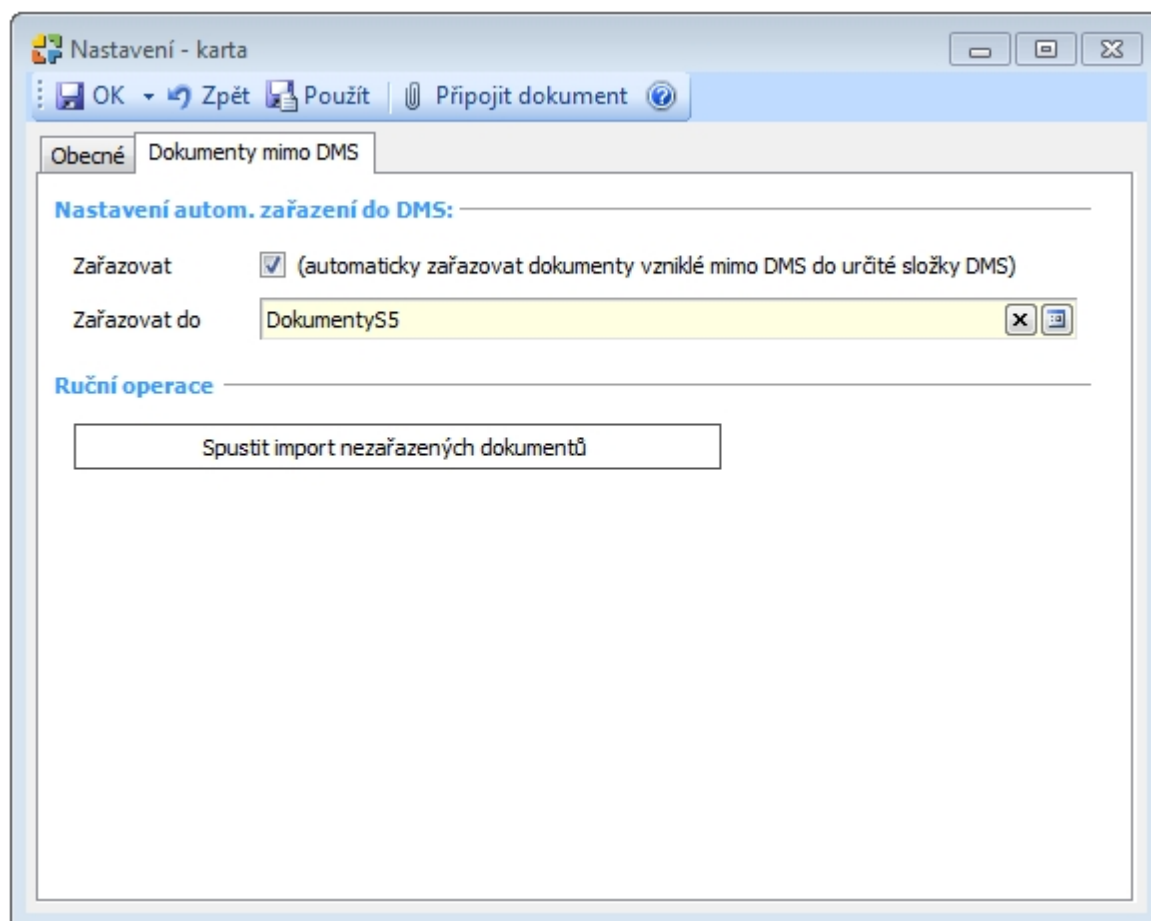 Nastavení - karta
OK Zpět Použít Připojit dokument
Obecné Dokumenty mimo DMS
Nastavení autom. zařazení do DMS:
Zařazovat (automaticky zařazovat dokumenty vzniklé mimo DMS do určité složky DMS)
Zařazovat do DokumentyS5
Ruční operace
Spustit import nezařazených dokumentů